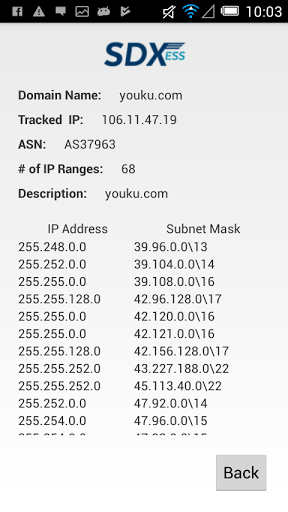 10:03
SDX
ESS
Domain Name: youku.com
Tracked IP: 106.11.47.19
ASN: AS37963
# of IP Ranges: 68
Description: youku.com
IP Address Subnet Mask
255.248.0.0 39.96.0.0\13
255.252.0.0 39.104.0.0\14
255.255.0.0 39.108.0.0\16
255.255.128.0 42.96.128.0\17
255.255.0.0 42.120.0.0\16
255.255.0.0 42.121.0.0\16
255.255.128.0 42.156.128.0\17
255.255.252.0 43.227.188.0\22
255.255.252.0 45.113.40.0\22
255.252.0.0 47.92.0.0\14
255.254.0.0 47.96.0.0\15
Back